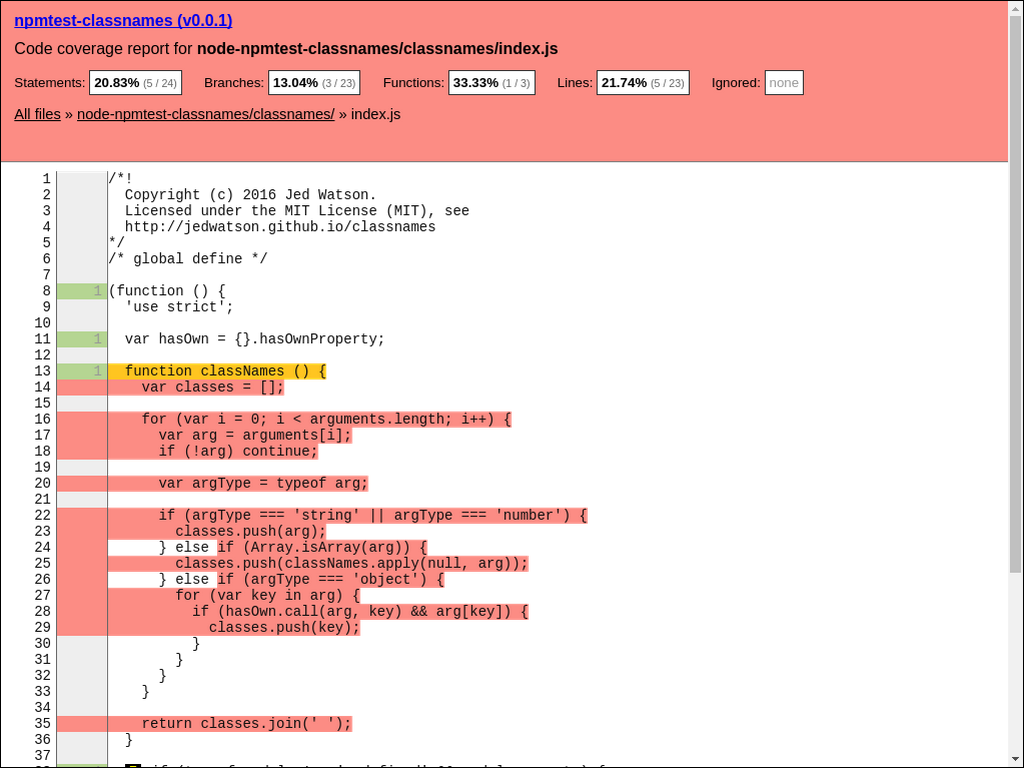 npmtest-classnames (v0.0.1)
Code coverage report for node-npmtest-classnames/classnames/index.js
Statements: 20.83% (5 / 24) Branches: 13.04% (3 / 23) Functions: 33.33% (1 / 3) Lines: 21.74% (5 / 23) Ignored: none
All files » node-npmtest-classnames/classnames/ » index.js
1 /*!
2 Copyright (c) 2016 Jed Watson.
3 Licensed under the MIT License (MIT), see
4 http://jedwatson.github.io/classnames
5 */
6 /* global define */
7
8 1 (function () {
9 'use strict';
10
11 1 var hasOwn = {}.hasOwnProperty;
12
13 1 function classNames () {
14 var classes = [];
15
16 for (var i = 0; i < arguments.length; i++) {
17 var arg = arguments[i];
18 if (!arg) continue;
19
20 var argType = typeof arg;
21
22 if (argType === 'string' || argType === 'number') {
23 classes.push(arg);
24 } else if (Array.isArray(arg)) {
25 classes.push(classNames.apply(null, arg));
26 } else if (argType === 'object') {
27 for (var key in arg) {
28 if (hasOwn.call(arg, key) && arg[key]) {
29 classes.push(key);
30 }
31 }
32 }
33 }
34
35 return classes.join(' ');
36 }
37